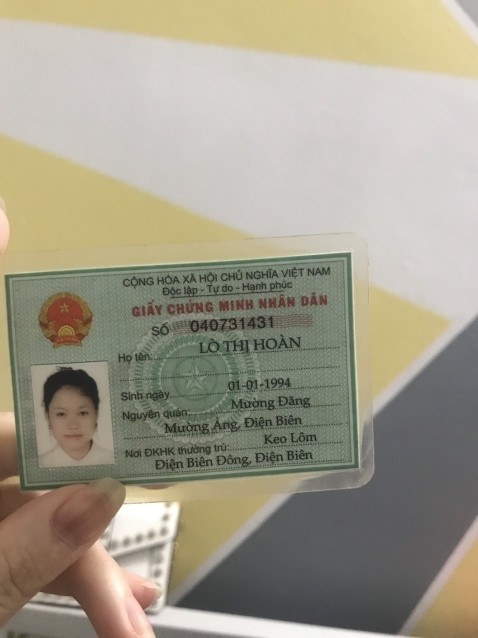 CỘNG HÒA XÃ HỘI CHỦ NGHĨA VIỆT NAM
Độc lập - Tự do - Hạnh phúc
GIẤY CHỨNG MINH NHÂN DÂN
SỐ 040731431
Họ tên: LÒ THỊ HOÀN
Sinh ngày 01-01-1994
Nguyên quán: Mường Đăng
Mường Ảng, Điện Biên
Nơi ĐKHK thường trú: Keo Lôm
Điện Biên Đông, Điện Biên